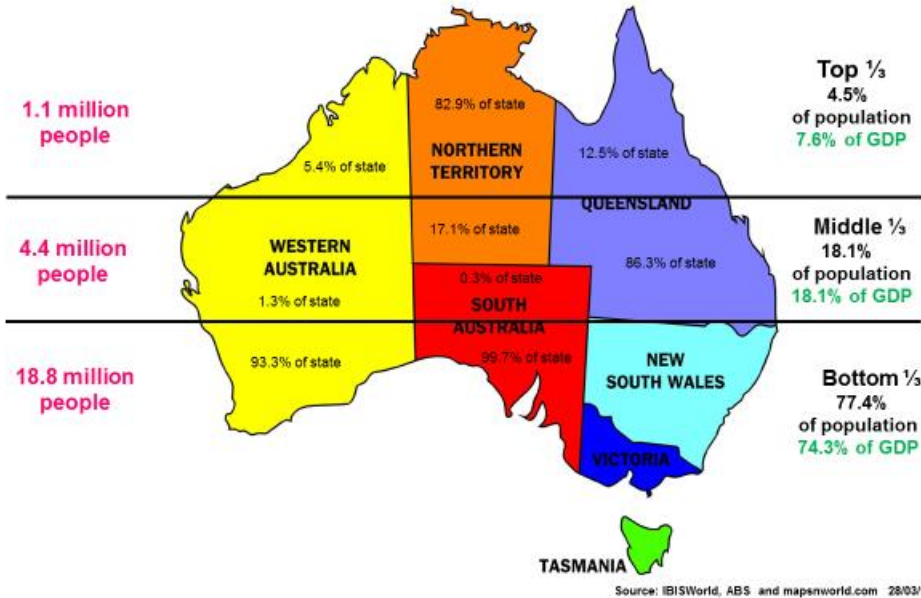 1.1 million
people
Top ⅓
4.5%
of population
7.6% of GDP
82.9% of state
NORTHERN
TERRITORY
5.4% of state
12.5% of state
4.4 million
people
WESTERN
AUSTRALIA
17.1% of state
QUEENSLAND
86.3% of state
1.3% of state
0.3% of state
Middle ⅓
18.1%
of population
18.1% of GDP
18.8 million
people
93.3% of state
SOUTH
AUSTRALIA
99.7% of state
NEW
SOUTH WALES
VICTORIA
Bottom ⅓
77.4%
of population
74.3% of GDP
TASMANIA
Source: IBISWorld, ABS and mapsnworld.com 28/03/